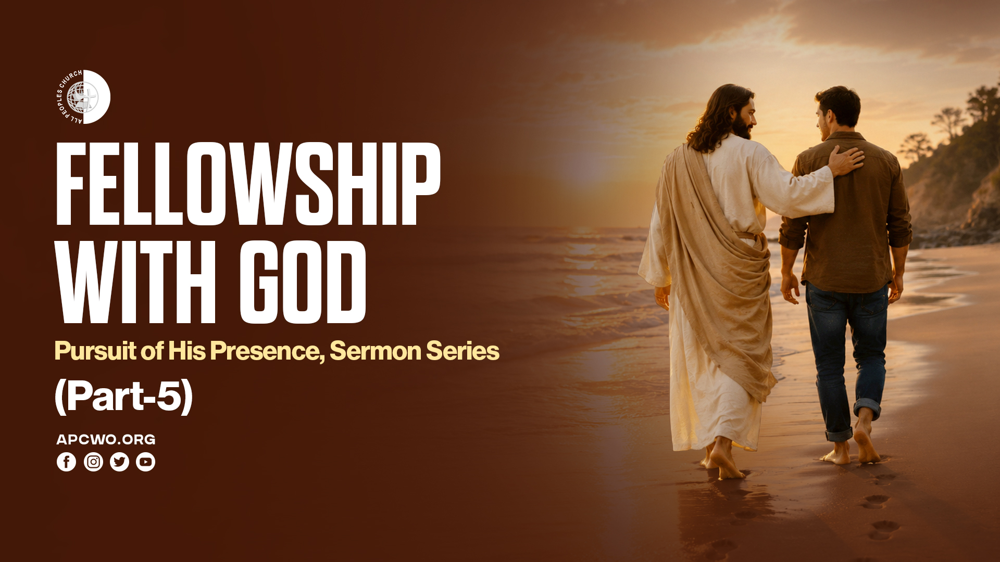 ALL PEOPLES CHURCH
FELLOWSHIP
WITH GOD
Pursuit of His Presence, Sermon Series
(Part-5)
APCWO.ORG